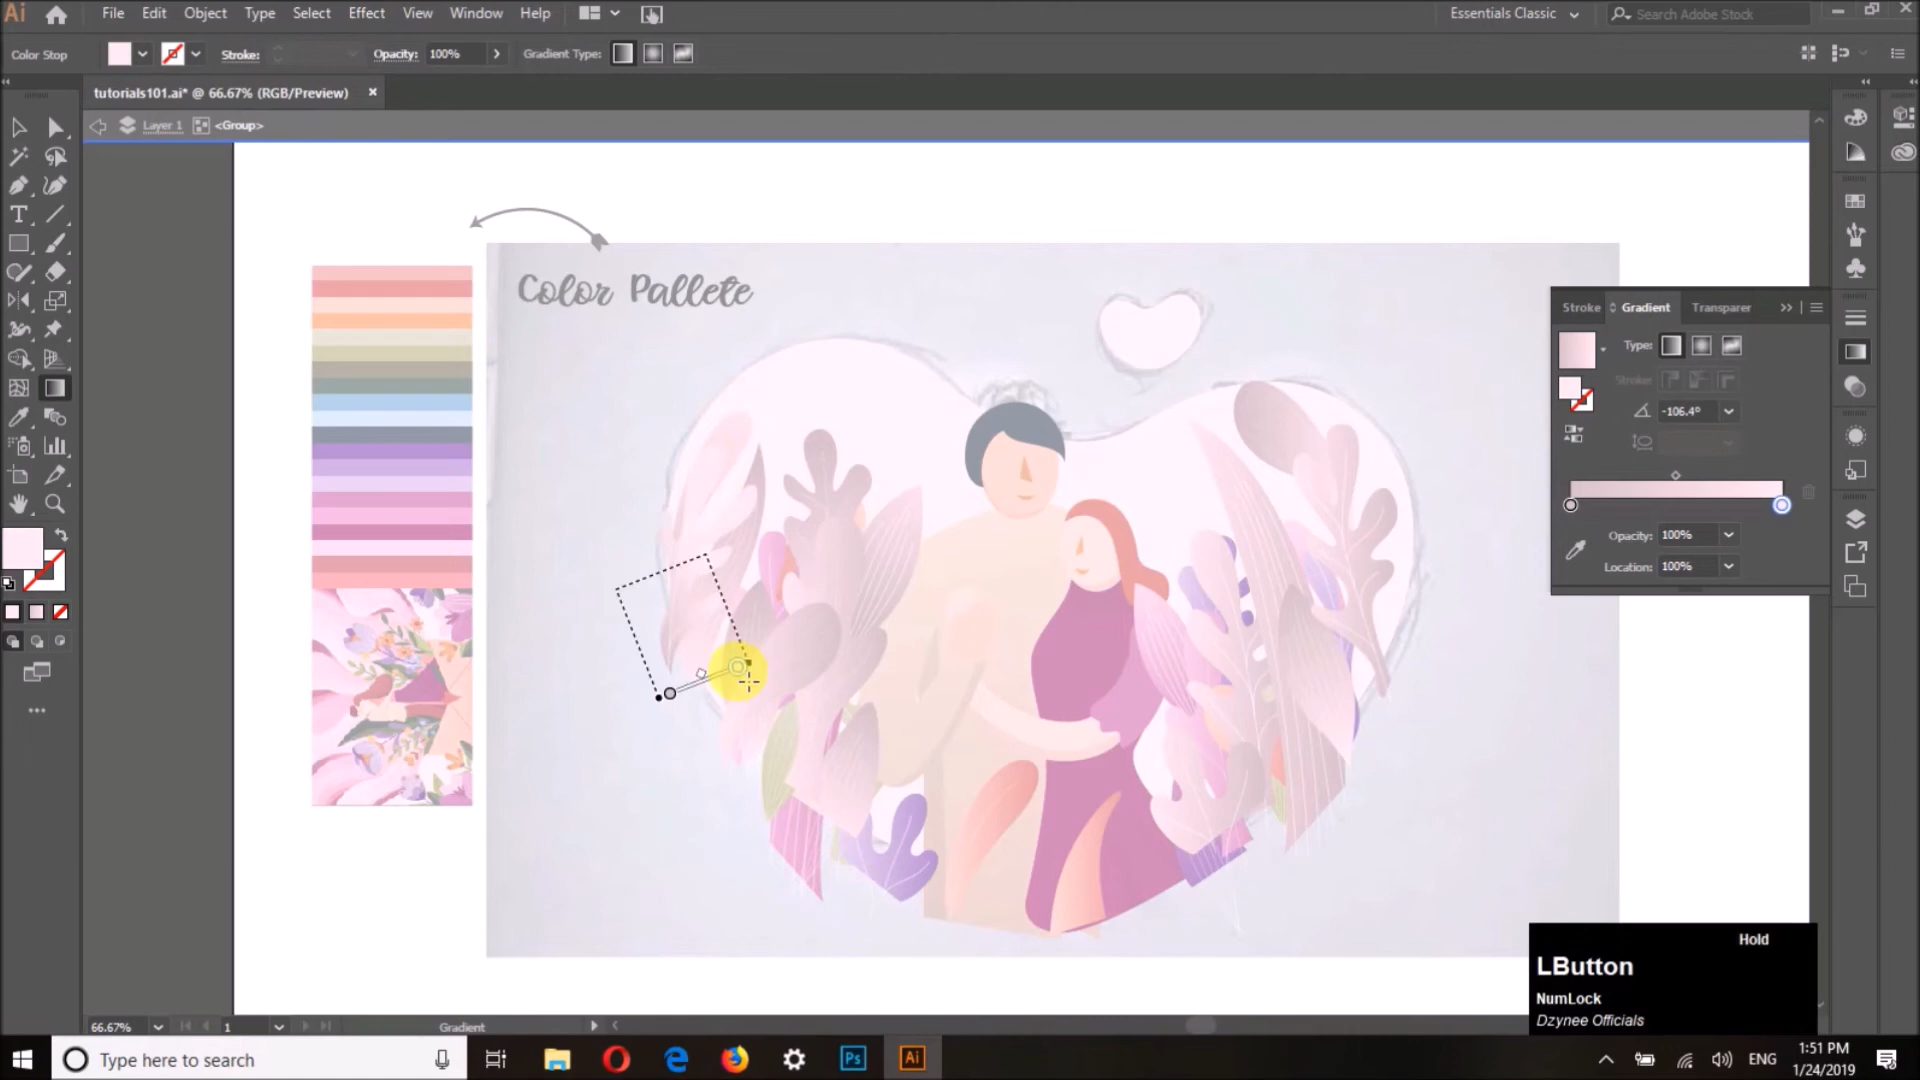 Ai File Edit Object Type Select Effect View Window Help Essentials Classic Search Adobe Stock
Color Stop Stroke: Opacity: 100% Gradient Type:
tutorials101.ai* @ 66.67% (RGB/Preview)
Layer 1 <Group>
Color Pallete
Stroke Gradient Transparer
Type:
Stroke:
-106.4°
Opacity: 100%
Location: 100%
Hold
LButton
NumLock
Dzynee Officials
66.67% 1 Gradient
Type here to search Ps Ai ENG 1:51 PM
1/24/2019